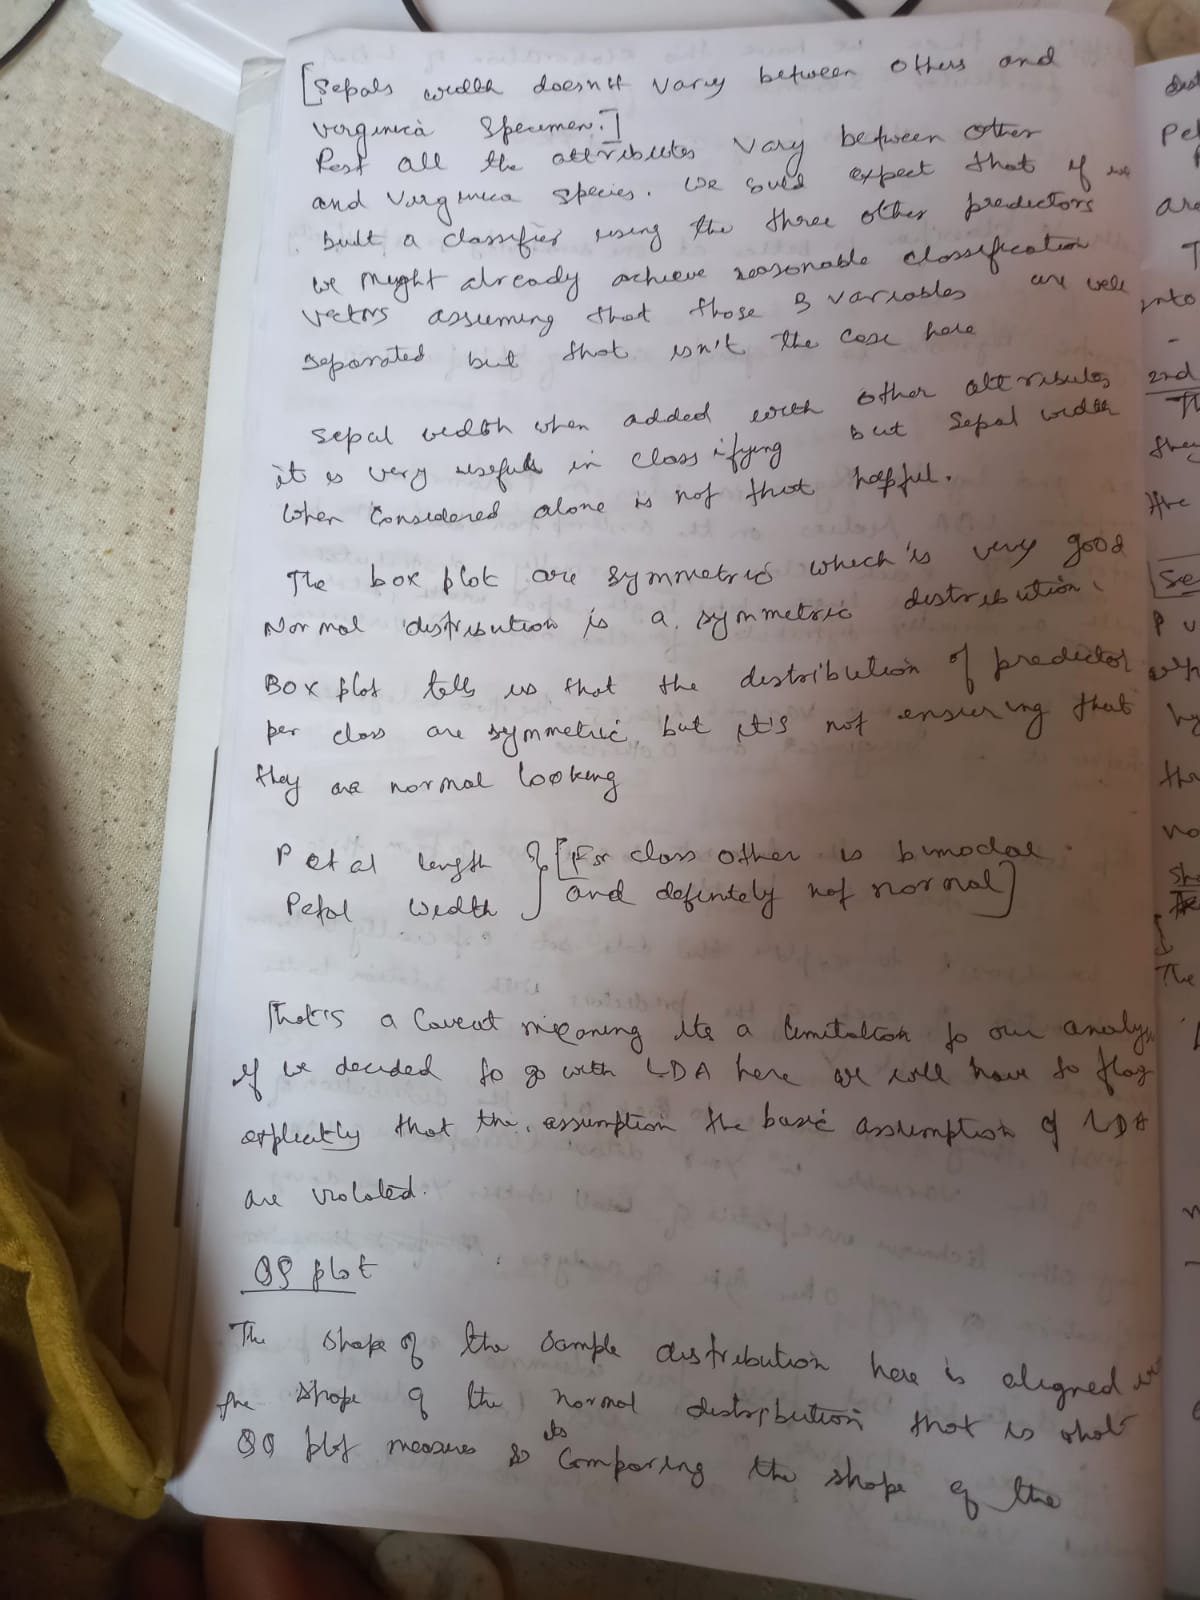 [Sepals width doesn't vary between others and
virginica Specimen.]
Rest all the attributes vary between other
and virginica species. We could expect that if we
built a classifier using the three other predictors
we might already achieve reasonable classification
vectors assuming that those 3 variables are well
separated but that isn't the case here
Sepal width when added with other attributes
it is very useful in classifying but Sepal width
when Considered alone is not that helpful.
The box plot are symmetric which is very good
Normal distribution is a symmetric distribution.
Box plot tells us that the distribution of predictor
per class are symmetric, but it's not ensuring that
they are normal looking
Petal length } [For class other is bimodal
Petal width } and definitely not normal]
That's a Caveat meaning its a limitation to our analys
if we decided to go with LDA here we will have to flag
explicitly that the assumption the basic assumption of LDA
are violated.
QQ plot
The shape of the sample distribution here is aligned
the shape of the normal distribution that is what
QQ plot measures so its Comparing the shape of the
Pe
are
T
into
2nd
Th
they
the
Se
by
The